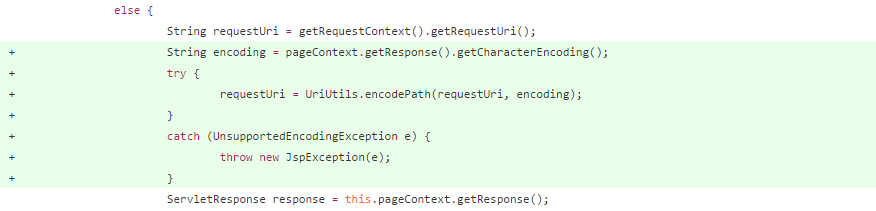 else {
String requestUri = getRequestContext().getRequestUri();
+ String encoding = pageContext.getResponse().getCharacterEncoding();
+ try {
+ requestUri = UriUtils.encodePath(requestUri, encoding);
+ }
+ catch (UnsupportedEncodingException e) {
+ throw new JspException(e);
+ }
ServletResponse response = this.pageContext.getResponse();